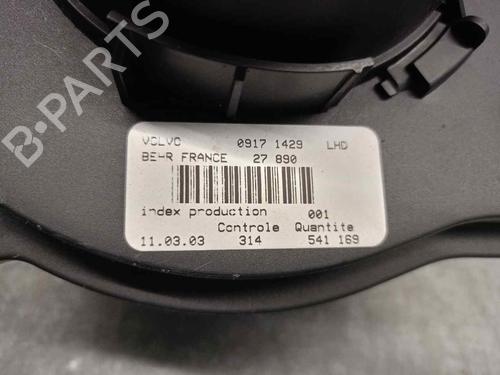 B-PARTS
VOLVO 0917 1429 LHD
BEHR FRANCE 27 890
index production 001
Controle Quantite
11.03.03 314 541 169